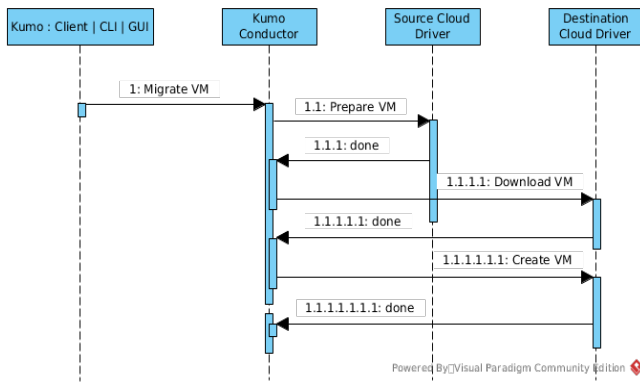 Kumo : Client | CLI | GUI
Kumo
Conductor
Source Cloud
Driver
Destination
Cloud Driver
1: Migrate VM
1.1: Prepare VM
1.1.1: done
1.1.1.1: Download VM
1.1.1.1.1: done
1.1.1.1.1.1: Create VM
1.1.1.1.1.1.1: done
Powered By Visual Paradigm Community Edition